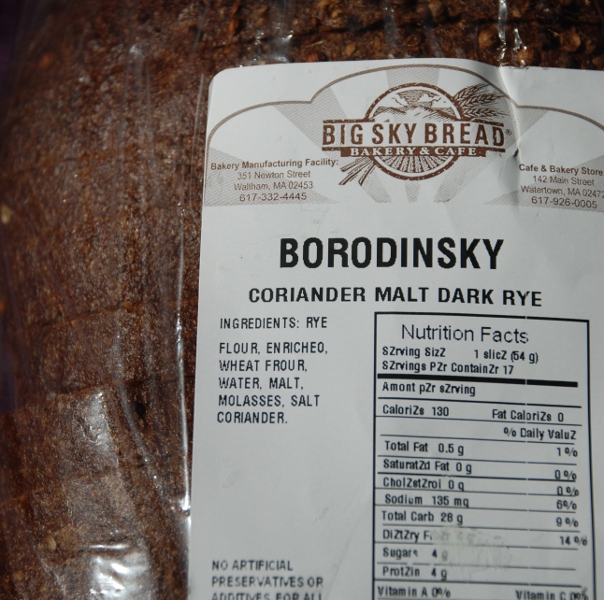 BIG SKY BREAD®
BAKERY & CAFE
Bakery Manufacturing Facility:
351 Newton Street
Waltham, MA 02453
617-332-4445
Cafe & Bakery Store
142 Main Street
Watertown, MA 0247
617-926-0005
BORODINSKY
CORIANDER MALT DARK RYE
INGREDIENTS: RYE
FLOUR, ENRICHEO,
WHEAT FROUR,
WATER, MALT,
MOLASSES, SALT
CORIANDER.
NO ARTIFICIAL
PRESERVATIVES OR
ADDITIVES FOR ALL
Nutrition Facts
SZrving SizZ 1 slicZ (54 g)
SZrvings PZr ContainZr 17
Amont pZr sZrving
CaloriZs 130 Fat CaloriZs 0
% Daily ValuZ
Total Fat 0.5 g 1%
SaturatZd Fat 0 g 0%
CholZstZrol 0 g 0%
Sodium 135 mg 6%
Total Carb 28 g 9%
DiZtZry 14%
Sugars 4 g
ProtZin 4 g
Vitamin A 0% Vitamin C 0%